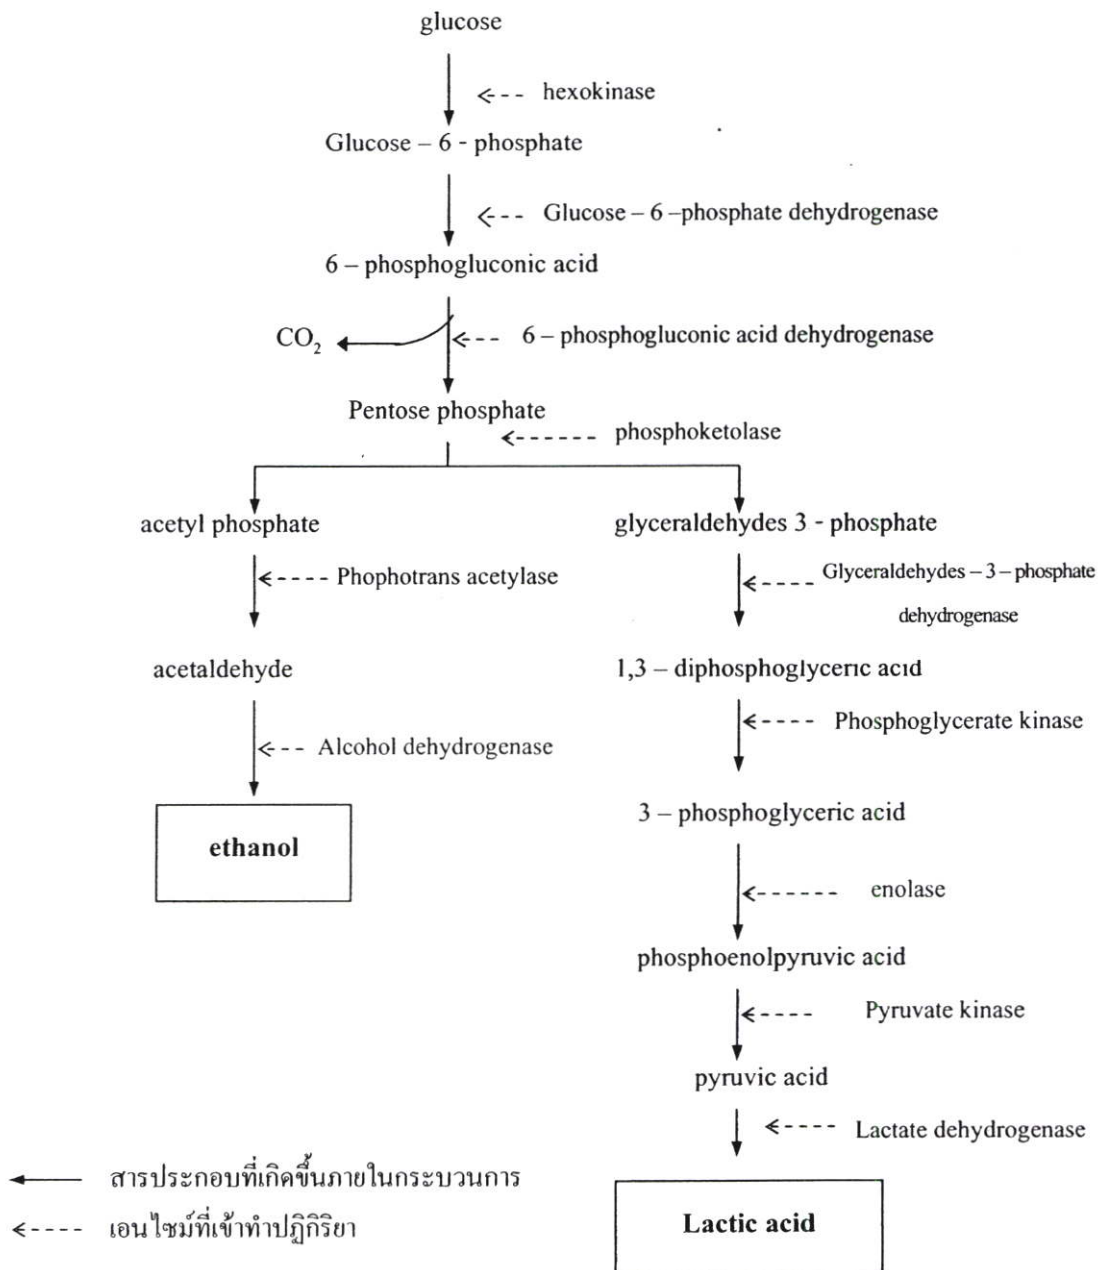 glucose
hexokinase
Glucose – 6 - phosphate
Glucose – 6 –phosphate dehydrogenase
6 – phosphogluconic acid
CO₂
6 – phosphogluconic acid dehydrogenase
Pentose phosphate
phosphoketolase
acetyl phosphate
glyceraldehydes 3 - phosphate
Phophotrans acetylase
Glyceraldehydes – 3 – phosphate
dehydrogenase
acetaldehyde
1,3 – diphosphoglyceric acid
Phosphoglycerate kinase
Alcohol dehydrogenase
3 – phosphoglyceric acid
ethanol
enolase
phosphoenolpyruvic acid
Pyruvate kinase
pyruvic acid
Lactate dehydrogenase
สารประกอบที่เกิดขึ้นภายในกระบวนการ
เอนไซม์ที่เข้าทำปฏิกิริยา
Lactic acid